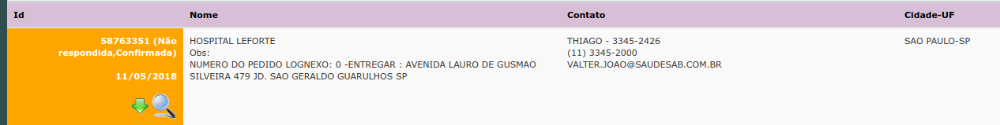 Id Nome Contato Cidade-UF
58763351 (Não respondida,Confirmada)
11/05/2018
HOSPITAL LEFORTE
Obs:
NUMERO DO PEDIDO LOGNEXO: 0 -ENTREGAR : AVENIDA LAURO DE GUSMAO
SILVEIRA 479 JD. SAO GERALDO GUARULHOS SP
THIAGO - 3345-2426
(11) 3345-2000
VALTER.JOAO@SAUDESAB.COM.BR
SAO PAULO-SP